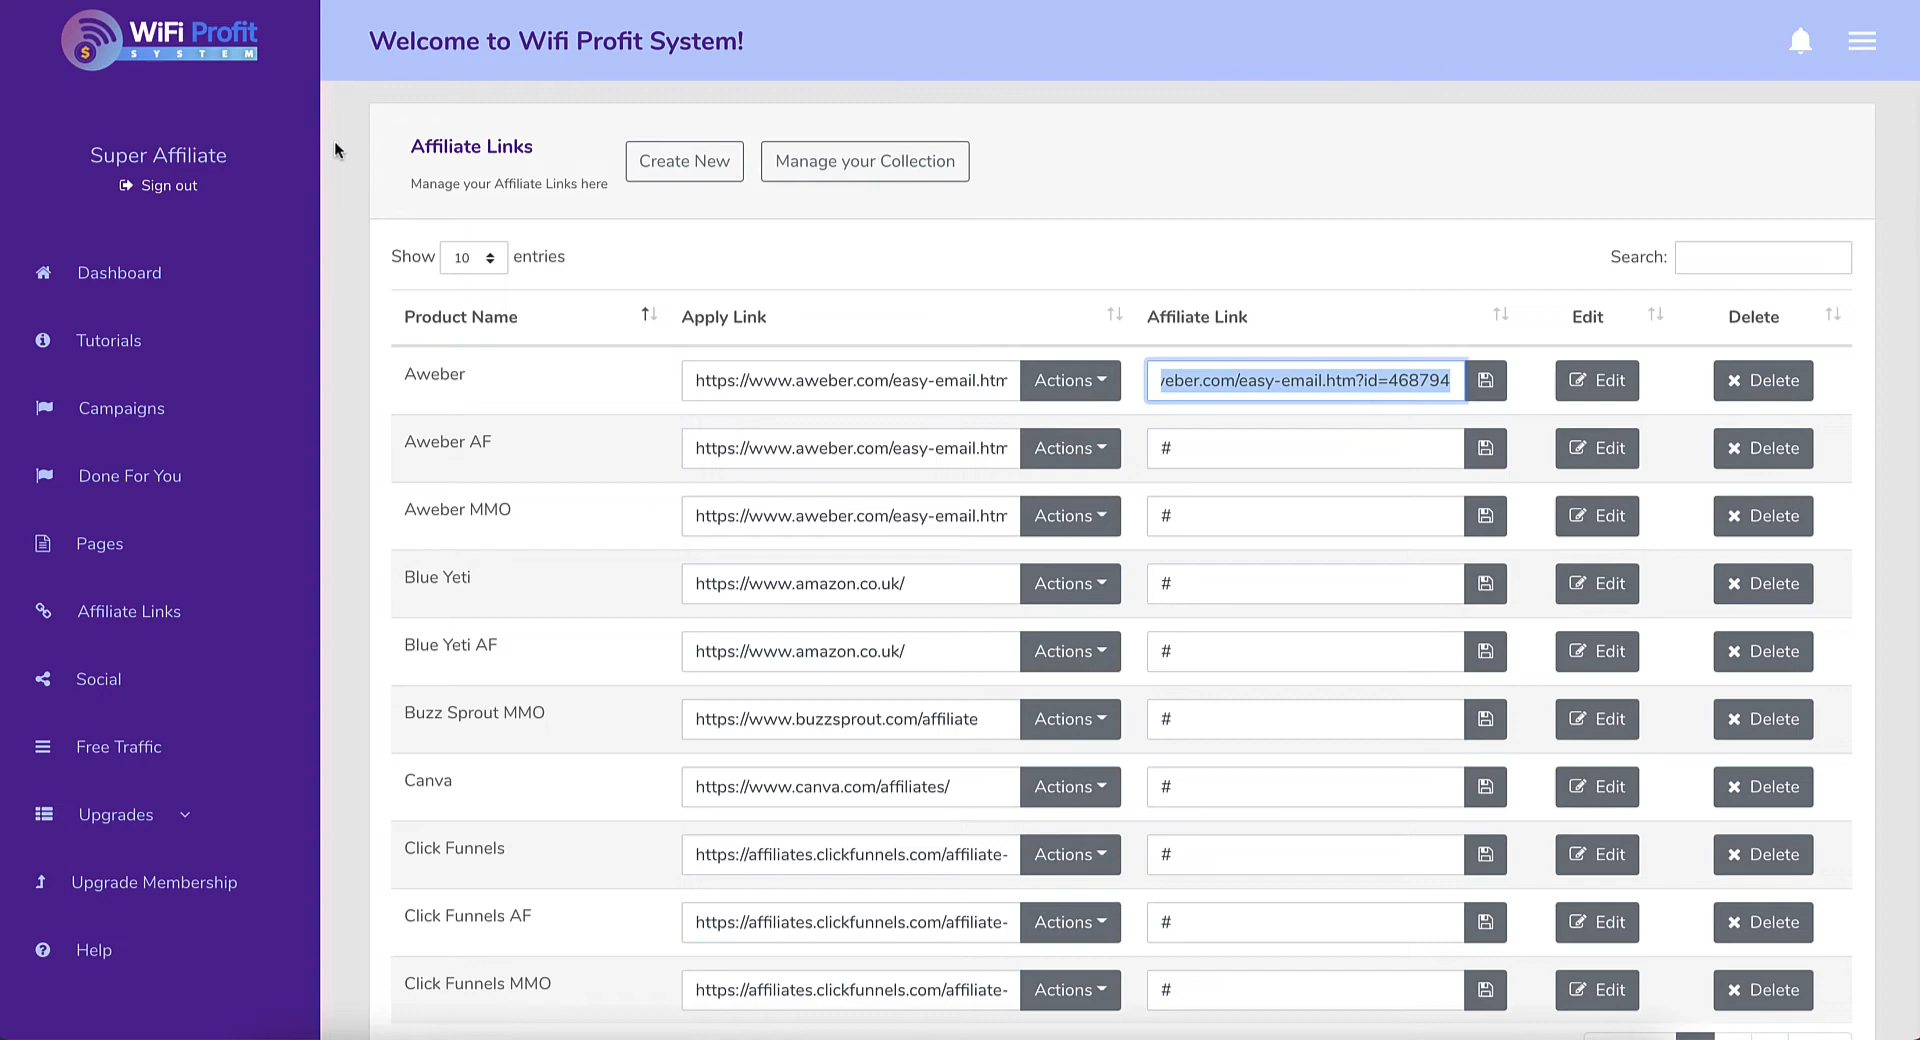 WiFi Profit
SYSTEM
Welcome to Wifi Profit System!
Super Affiliate
Sign out
Dashboard
Tutorials
Campaigns
Done For You
Pages
Affiliate Links
Social
Free Traffic
Upgrades
Upgrade Membership
Help
Affiliate Links
Manage your Affiliate Links here
Create New
Manage your Collection
Show 10 entries
Search:
Product Name Apply Link Affiliate Link Edit Delete
Aweber https://www.aweber.com/easy-email.htm Actions eber.com/easy-email.htm?id=468794 Edit Delete
Aweber AF https://www.aweber.com/easy-email.htm Actions # Edit Delete
Aweber MMO https://www.aweber.com/easy-email.htm Actions # Edit Delete
Blue Yeti https://www.amazon.co.uk/ Actions # Edit Delete
Blue Yeti AF https://www.amazon.co.uk/ Actions # Edit Delete
Buzz Sprout MMO https://www.buzzsprout.com/affiliate Actions # Edit Delete
Canva https://www.canva.com/affiliates/ Actions # Edit Delete
Click Funnels https://affiliates.clickfunnels.com/affiliate- Actions # Edit Delete
Click Funnels AF https://affiliates.clickfunnels.com/affiliate- Actions # Edit Delete
Click Funnels MMO https://affiliates.clickfunnels.com/affiliate- Actions # Edit Delete